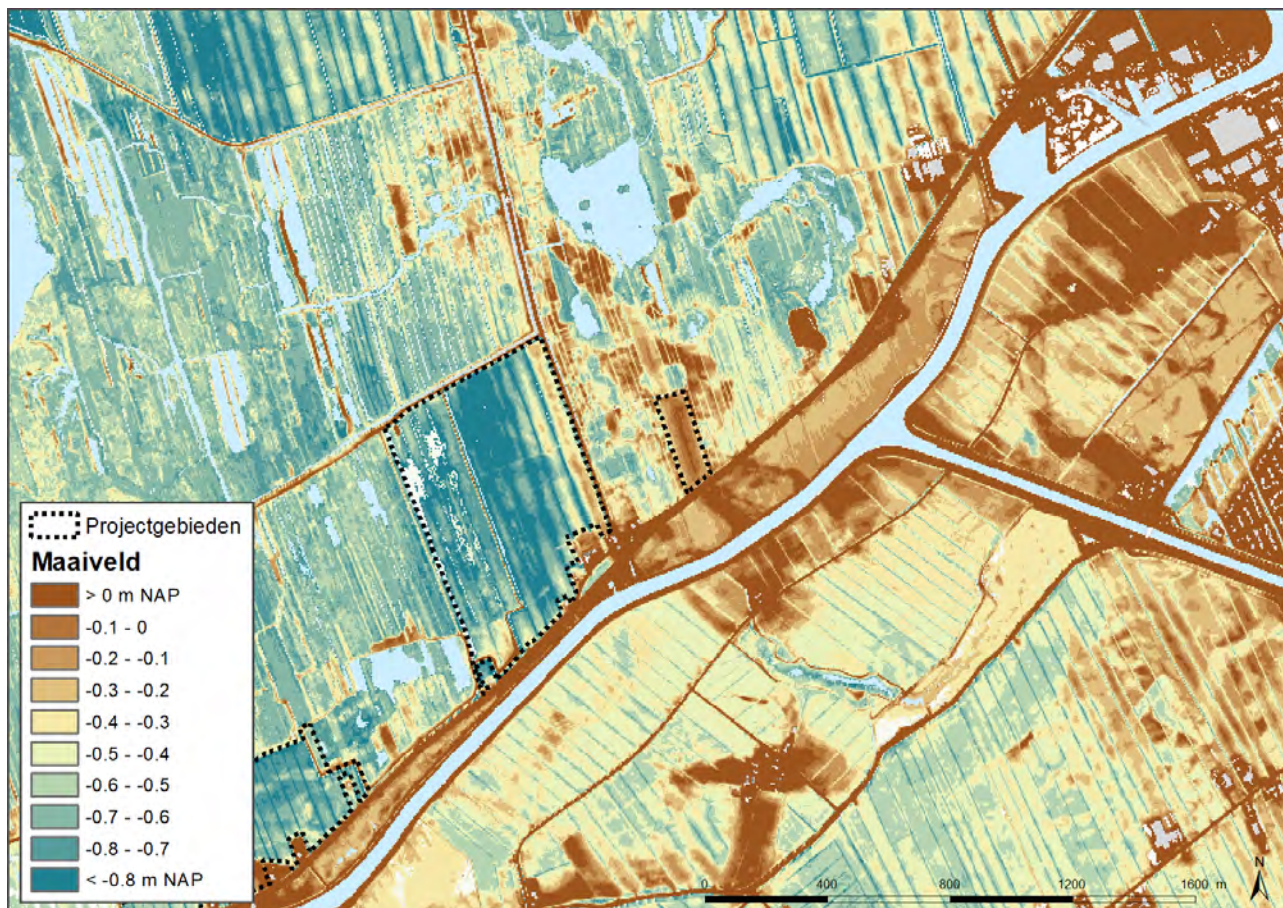 Projectgebieden
Maaiveld
> 0 m NAP
-0.1 - 0
-0.2 - -0.1
-0.3 - -0.2
-0.4 - -0.3
-0.5 - -0.4
-0.6 - -0.5
-0.7 - -0.6
-0.8 - -0.7
< -0.8 m NAP
N
0 400 800 1200 1600 m